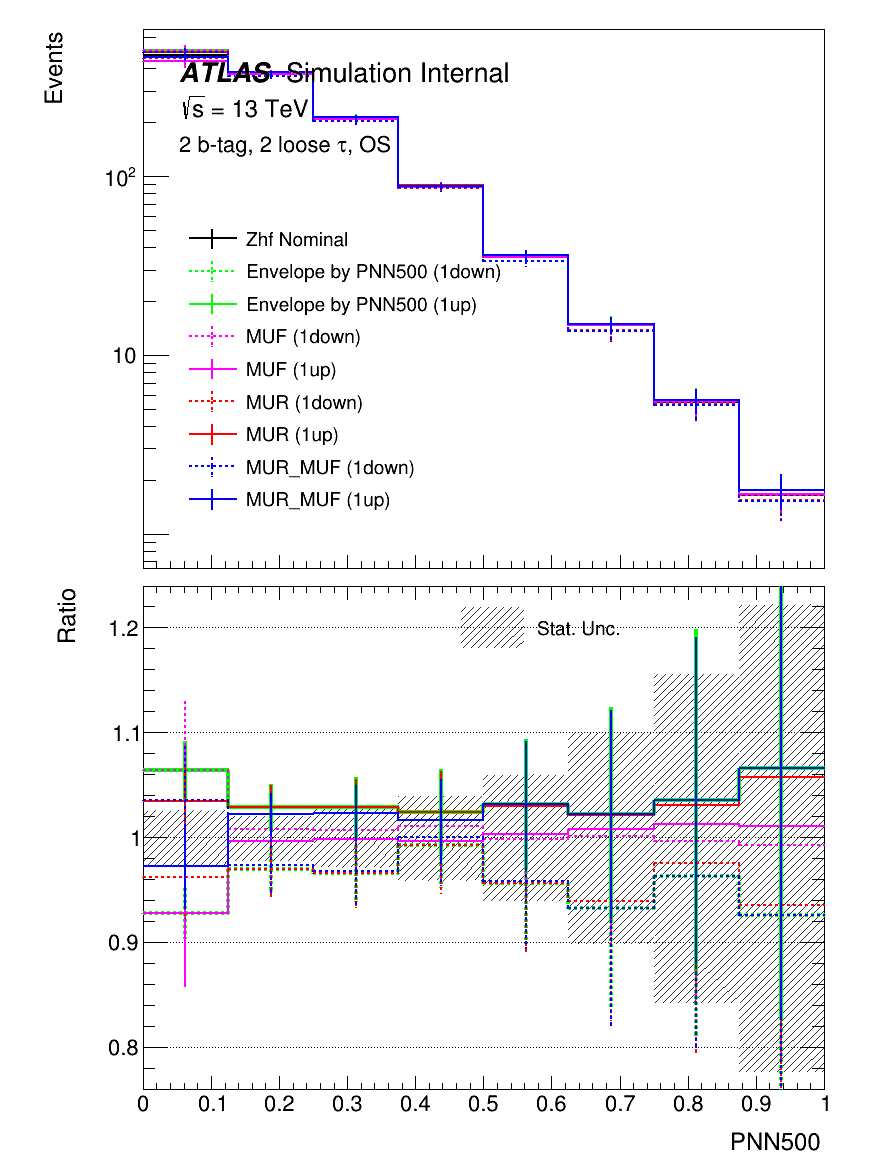 Events
ATLAS Simulation Internal
√s = 13 TeV
2 b-tag, 2 loose τ, OS
10²
10
Zhf Nominal
Envelope by PNN500 (1down)
Envelope by PNN500 (1up)
MUF (1down)
MUF (1up)
MUR (1down)
MUR (1up)
MUR_MUF (1down)
MUR_MUF (1up)
Ratio
Stat. Unc.
1.2
1.1
1
0.9
0.8
0 0.1 0.2 0.3 0.4 0.5 0.6 0.7 0.8 0.9 1
PNN500